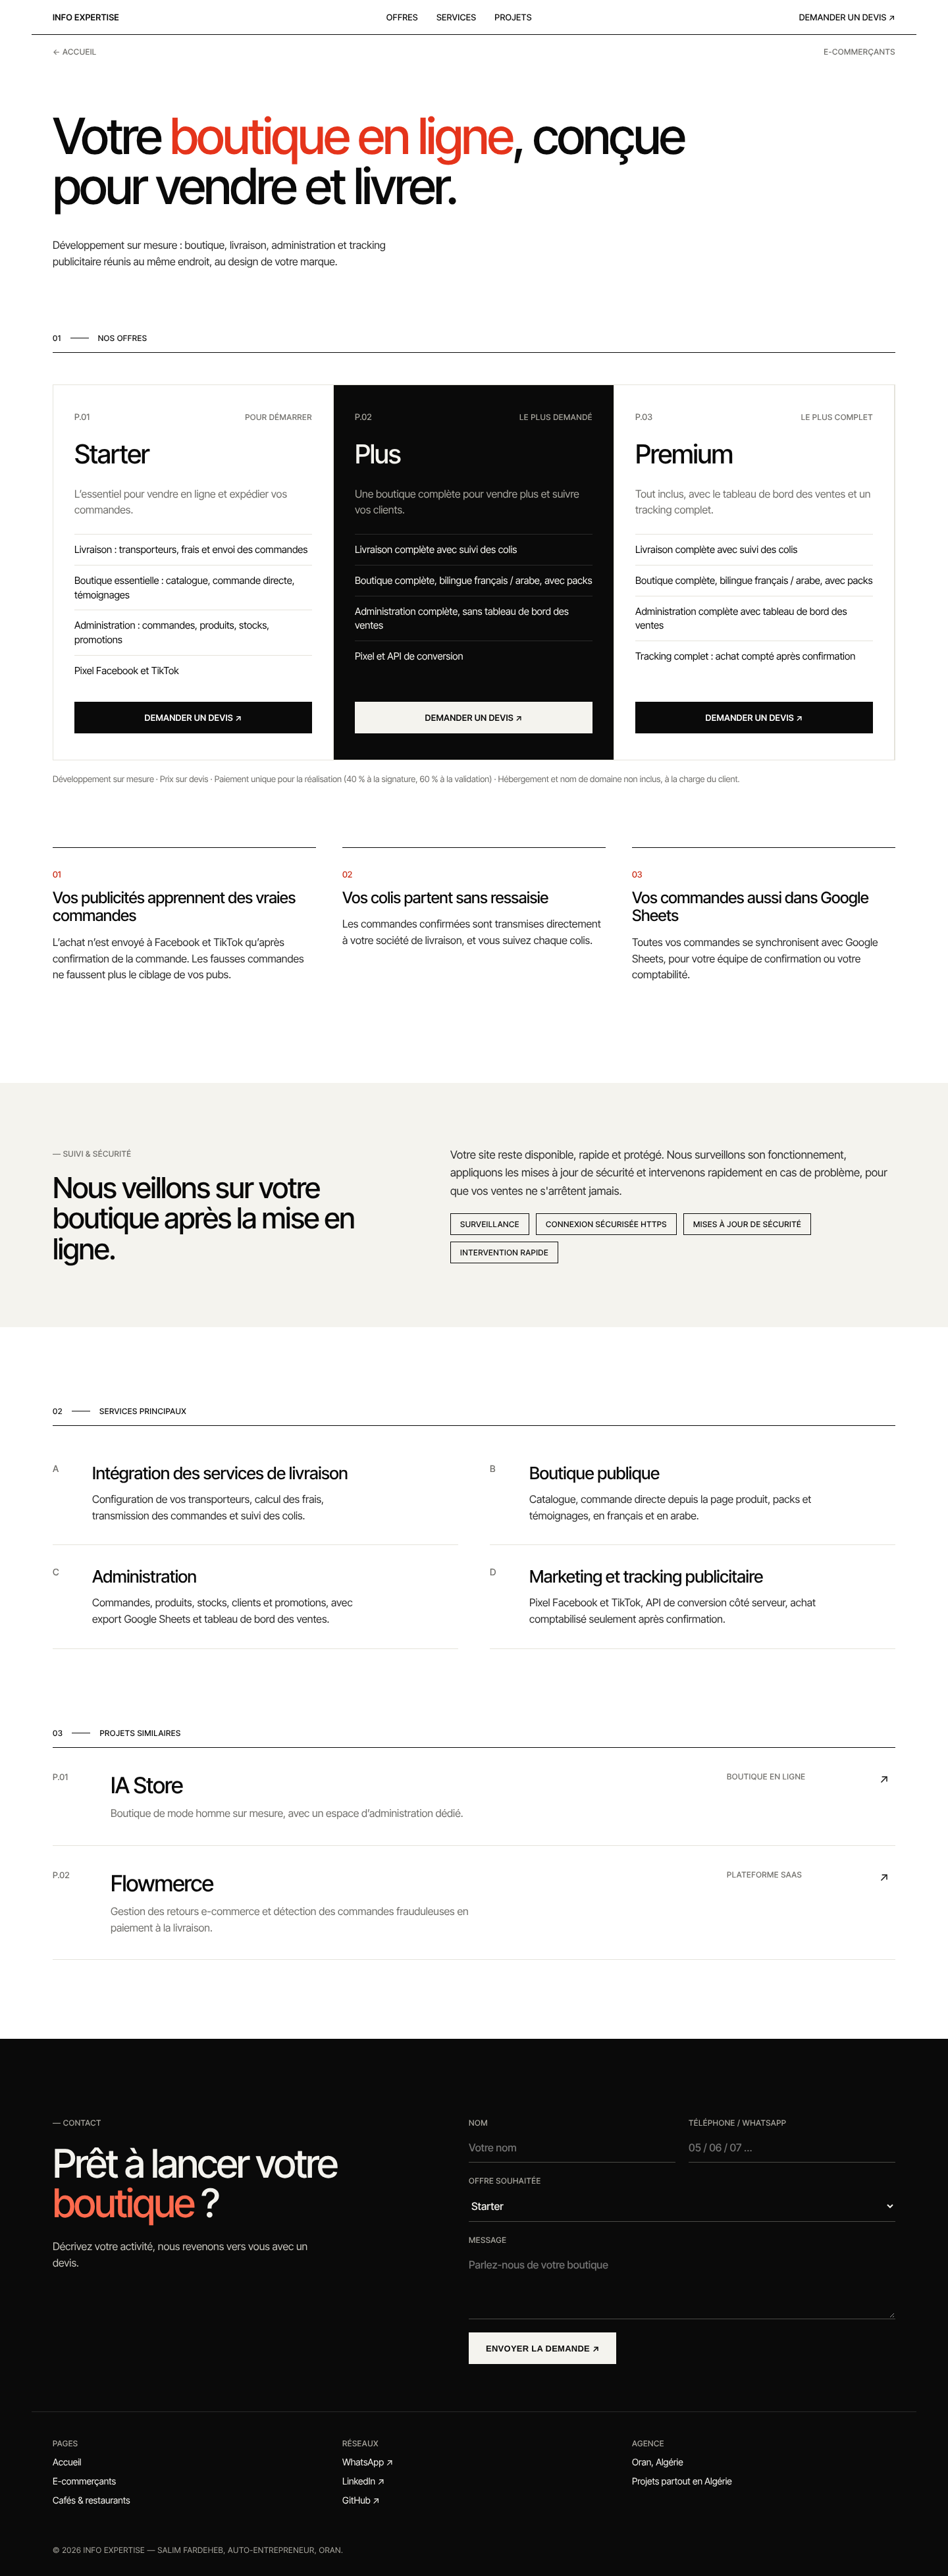 INFO EXPERTISE
OFFRES SERVICES PROJETS
DEMANDER UN DEVIS ↗
← ACCUEIL
E-COMMERÇANTS
Votre boutique en ligne, conçue
pour vendre et livrer.
Développement sur mesure : boutique, livraison, administration et tracking
publicitaire réunis au même endroit, au design de votre marque.
01 — NOS OFFRES
P.01
POUR DÉMARRER
Starter
L’essentiel pour vendre en ligne et expédier vos
commandes.
Livraison : transporteurs, frais et envoi des commandes
Boutique essentielle : catalogue, commande directe,
témoignages
Administration : commandes, produits, stocks,
promotions
Pixel Facebook et TikTok
DEMANDER UN DEVIS ↗
P.02
LE PLUS DEMANDÉ
Plus
Une boutique complète pour vendre plus et suivre
vos clients.
Livraison complète avec suivi des colis
Boutique complète, bilingue français / arabe, avec packs
Administration complète, sans tableau de bord des
ventes
Pixel et API de conversion
DEMANDER UN DEVIS ↗
P.03
LE PLUS COMPLET
Premium
Tout inclus, avec le tableau de bord des ventes et un
tracking complet.
Livraison complète avec suivi des colis
Boutique complète, bilingue français / arabe, avec packs
Administration complète avec tableau de bord des
ventes
Tracking complet : achat compté après confirmation
DEMANDER UN DEVIS ↗
Développement sur mesure · Prix sur devis · Paiement unique pour la réalisation (40 % à la signature, 60 % à la validation) · Hébergement et nom de domaine non inclus, à la charge du client.
01
Vos publicités apprennent des vraies
commandes
L’achat n’est envoyé à Facebook et TikTok qu’après
confirmation de la commande. Les fausses commandes
ne faussent plus le ciblage de vos pubs.
02
Vos colis partent sans ressaisie
Les commandes confirmées sont transmises directement
à votre société de livraison, et vous suivez chaque colis.
03
Vos commandes aussi dans Google
Sheets
Toutes vos commandes se synchronisent avec Google
Sheets, pour votre équipe de confirmation ou votre
comptabilité.
— SUIVI & SÉCURITÉ
Nous veillons sur votre
boutique après la mise en
ligne.
Votre site reste disponible, rapide et protégé. Nous surveillons son fonctionnement,
appliquons les mises à jour de sécurité et intervenons rapidement en cas de problème, pour
que vos ventes ne s'arrêtent jamais.
SURVEILLANCE
CONNEXION SÉCURISÉE HTTPS
MISES À JOUR DE SÉCURITÉ
INTERVENTION RAPIDE
02 — SERVICES PRINCIPAUX
A
Intégration des services de livraison
Configuration de vos transporteurs, calcul des frais,
transmission des commandes et suivi des colis.
B
Boutique publique
Catalogue, commande directe depuis la page produit, packs et
témoignages, en français et en arabe.
C
Administration
Commandes, produits, stocks, clients et promotions, avec
export Google Sheets et tableau de bord des ventes.
D
Marketing et tracking publicitaire
Pixel Facebook et TikTok, API de conversion côté serveur, achat
comptabilisé seulement après confirmation.
03 — PROJETS SIMILAIRES
P.01
IA Store
Boutique de mode homme sur mesure, avec un espace d’administration dédié.
BOUTIQUE EN LIGNE
↗
P.02
Flowmerce
Gestion des retours e-commerce et détection des commandes frauduleuses en
paiement à la livraison.
PLATEFORME SAAS
↗
— CONTACT
Prêt à lancer votre
boutique ?
Décrivez votre activité, nous revenons vers vous avec un
devis.
NOM
Votre nom
TÉLÉPHONE / WHATSAPP
05 / 06 / 07 …
OFFRE SOUHAITÉE
Starter
MESSAGE
Parlez-nous de votre boutique
ENVOYER LA DEMANDE ↗
PAGES
Accueil
E-commerçants
Cafés & restaurants
RÉSEAUX
WhatsApp ↗
LinkedIn ↗
GitHub ↗
AGENCE
Oran, Algérie
Projets partout en Algérie
© 2026 INFO EXPERTISE — SALIM FARDEHEB, AUTO-ENTREPRENEUR, ORAN.